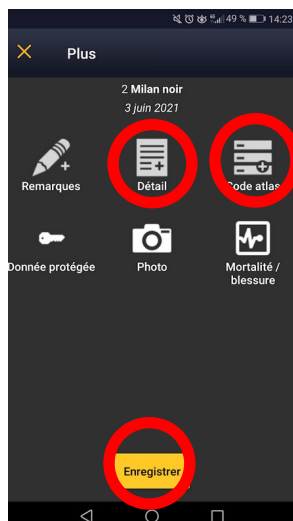 49 % 14:23
Plus
2 Milan noir
3 juin 2021
Remarques
Détail
Code atlas
Donnée protégée
Photo
Mortalité /
blessure
Enregistrer